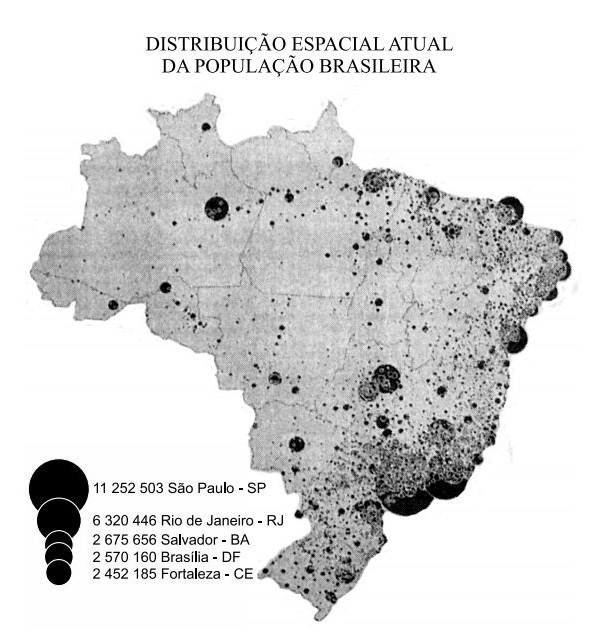 DISTRIBUIÇÃO ESPACIAL ATUAL
DA POPULAÇÃO BRASILEIRA
11 252 503 São Paulo - SP
6 320 446 Rio de Janeiro - RJ
2 675 656 Salvador - BA
2 570 160 Brasília - DF
2 452 185 Fortaleza - CE